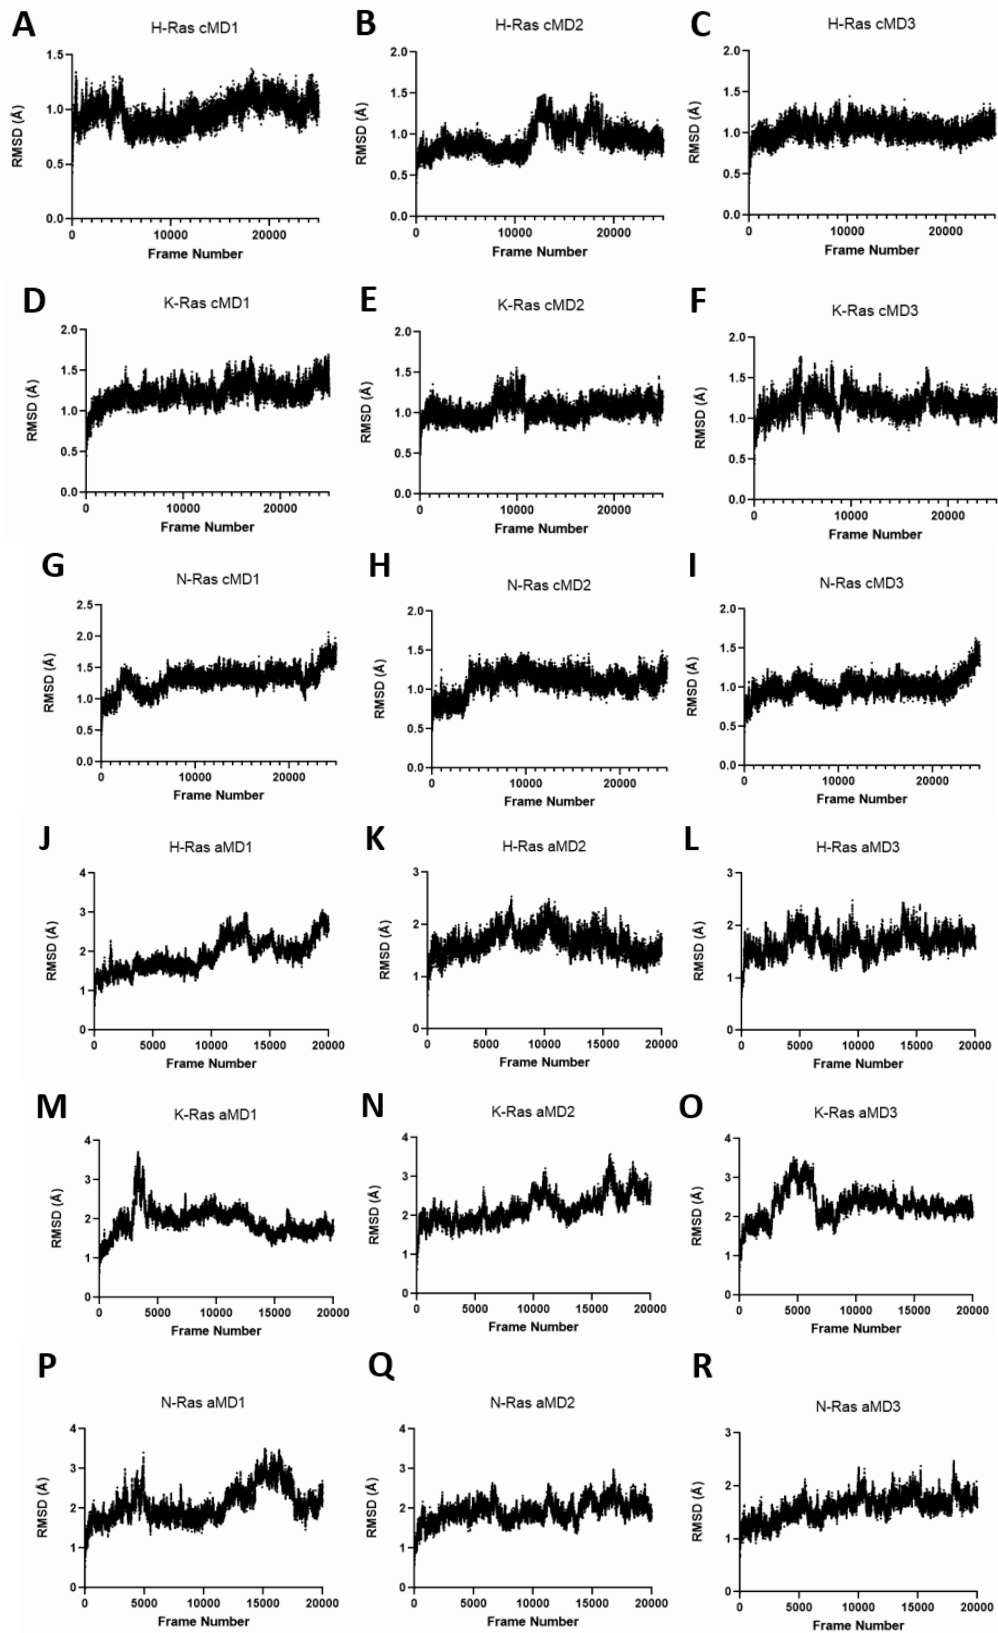 A
H-Ras cMD1
RMSD (Å)
1.5
1.0
0.5
0.0
0 10000 20000
Frame Number
B
H-Ras cMD2
RMSD (Å)
2.0
1.5
1.0
0.5
0.0
0 10000 20000
Frame Number
C
H-Ras cMD3
RMSD (Å)
2.0
1.5
1.0
0.5
0.0
0 10000 20000
Frame Number
D
K-Ras cMD1
RMSD (Å)
2.0
1.5
1.0
0.5
0.0
0 10000 20000
Frame Number
E
K-Ras cMD2
RMSD (Å)
2.0
1.5
1.0
0.5
0.0
0 10000 20000
Frame Number
F
K-Ras cMD3
RMSD (Å)
2.0
1.5
1.0
0.5
0.0
0 10000 20000
Frame Number
G
N-Ras cMD1
RMSD (Å)
2.5
2.0
1.5
1.0
0.5
0.0
0 10000 20000
Frame Number
H
N-Ras cMD2
RMSD (Å)
2.0
1.5
1.0
0.5
0.0
0 10000 20000
Frame Number
I
N-Ras cMD3
RMSD (Å)
2.0
1.5
1.0
0.5
0.0
0 10000 20000
Frame Number
J
H-Ras aMD1
RMSD (Å)
4
3
2
1
0
0 5000 10000 15000 20000
Frame Number
K
H-Ras aMD2
RMSD (Å)
3
2
1
0
0 5000 10000 15000 20000
Frame Number
L
H-Ras aMD3
RMSD (Å)
3
2
1
0
0 5000 10000 15000 20000
Frame Number
M
K-Ras aMD1
RMSD (Å)
4
3
2
1
0
0 5000 10000 15000 20000
Frame Number
N
K-Ras aMD2
RMSD (Å)
4
3
2
1
0
0 5000 10000 15000 20000
Frame Number
O
K-Ras aMD3
RMSD (Å)
4
3
2
1
0
0 5000 10000 15000 20000
Frame Number
P
N-Ras aMD1
RMSD (Å)
4
3
2
1
0
0 5000 10000 15000 20000
Frame Number
Q
N-Ras aMD2
RMSD (Å)
4
3
2
1
0
0 5000 10000 15000 20000
Frame Number
R
N-Ras aMD3
RMSD (Å)
3
2
1
0
0 5000 10000 15000 20000
Frame Number